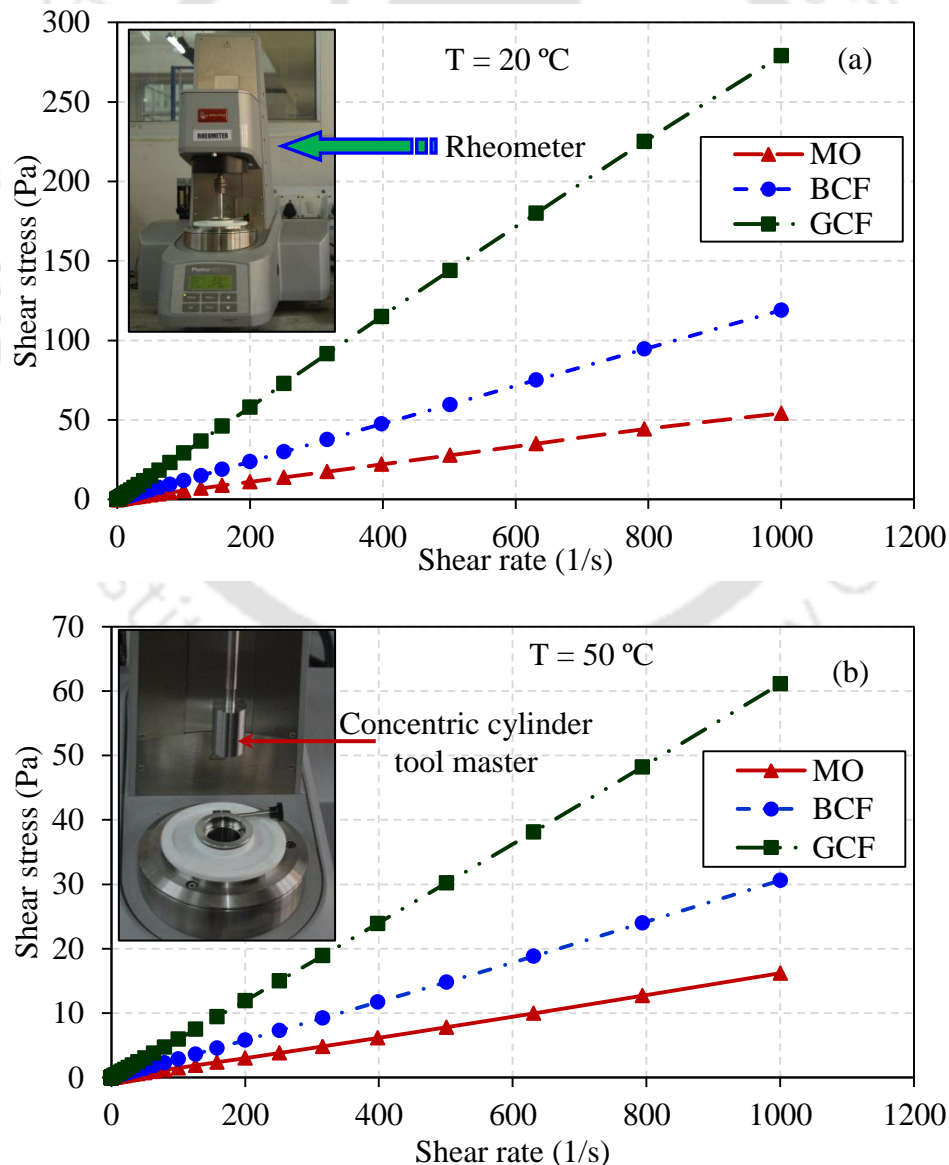 300
T = 20 ºC
(a)
250
RHEOMETER
Rheometer
MO
BCF
GCF
200
150
100
50
0
Shear stress (Pa)
0 200 400 600 800 1000 1200
Shear rate (1/s)
70
T = 50 ºC
(b)
60
Concentric cylinder
tool master
50
MO
BCF
GCF
40
30
20
10
0
Shear stress (Pa)
0 200 400 600 800 1000 1200
Shear rate (1/s)